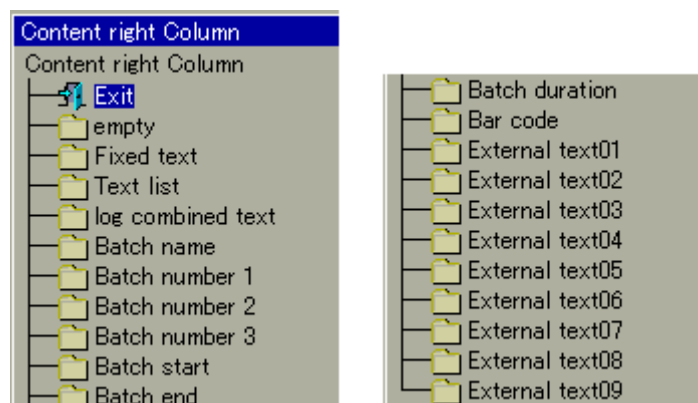 Content right Column
Content right Column
Exit
empty
Fixed text
Text list
log combined text
Batch name
Batch number 1
Batch number 2
Batch number 3
Batch start
Batch end
Batch duration
Bar code
External text01
External text02
External text03
External text04
External text05
External text06
External text07
External text08
External text09